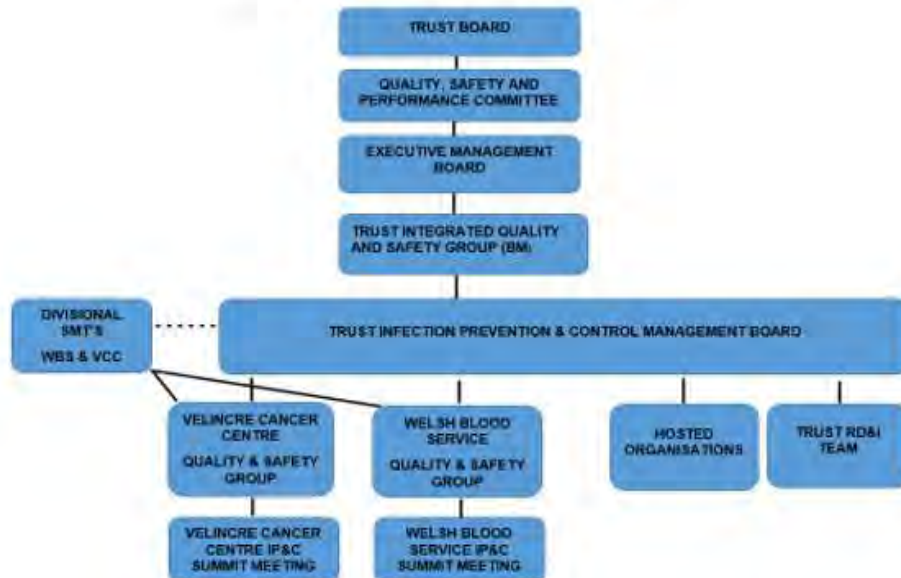 TRUST BOARD
QUALITY, SAFETY AND
PERFORMANCE COMMITTEE
EXECUTIVE MANAGEMENT
BOARD
TRUST INTEGRATED QUALITY
AND SAFETY GROUP (BM)
DIVISIONAL
SMT'S
WBS & VCC
TRUST INFECTION PREVENTION & CONTROL MANAGEMENT BOARD
VELINCRE CANCER
CENTRE
QUALITY & SAFETY
GROUP
WELSH BLOOD
SERVICE
QUALITY & SAFETY
GROUP
HOSTED
ORGANISATIONS
TRUST RD&I
TEAM
VELINCRE CANCER
CENTRE IP&C
SUMMIT MEETING
WELSH BLOOD
SERVICE IP&C
SUMMIT MEETING